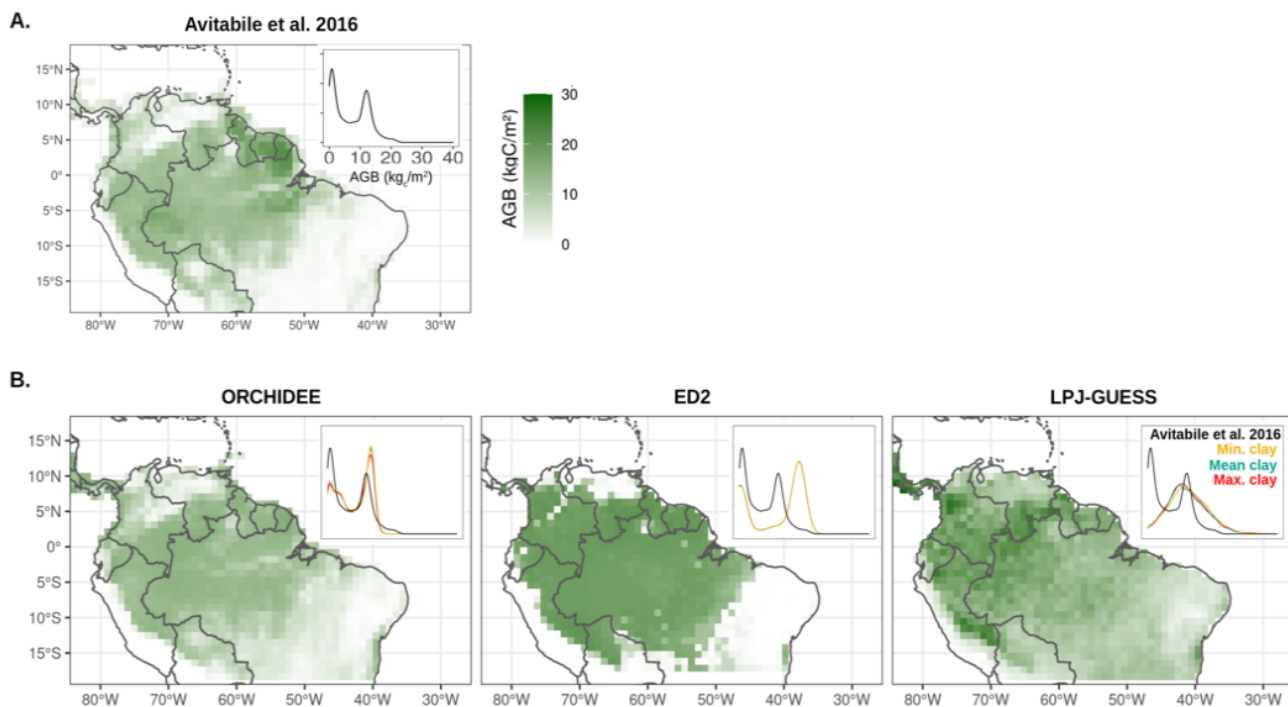 A.
Avitabile et al. 2016
15°N
10°N
5°N
0°
5°S
10°S
15°S
80°W 70°W 60°W 50°W 40°W 30°W
0 10 20 30 40
AGB (kgc/m²)
AGB (kgC/m²)
30
20
10
0
B.
ORCHIDEE ED2 LPJ-GUESS
Avitabile et al. 2016
Min. clay
Mean clay
Max. clay
15°N
10°N
5°N
0°
5°S
10°S
15°S
80°W 70°W 60°W 50°W 40°W 30°W 80°W 70°W 60°W 50°W 40°W 30°W 80°W 70°W 60°W 50°W 40°W 30°W